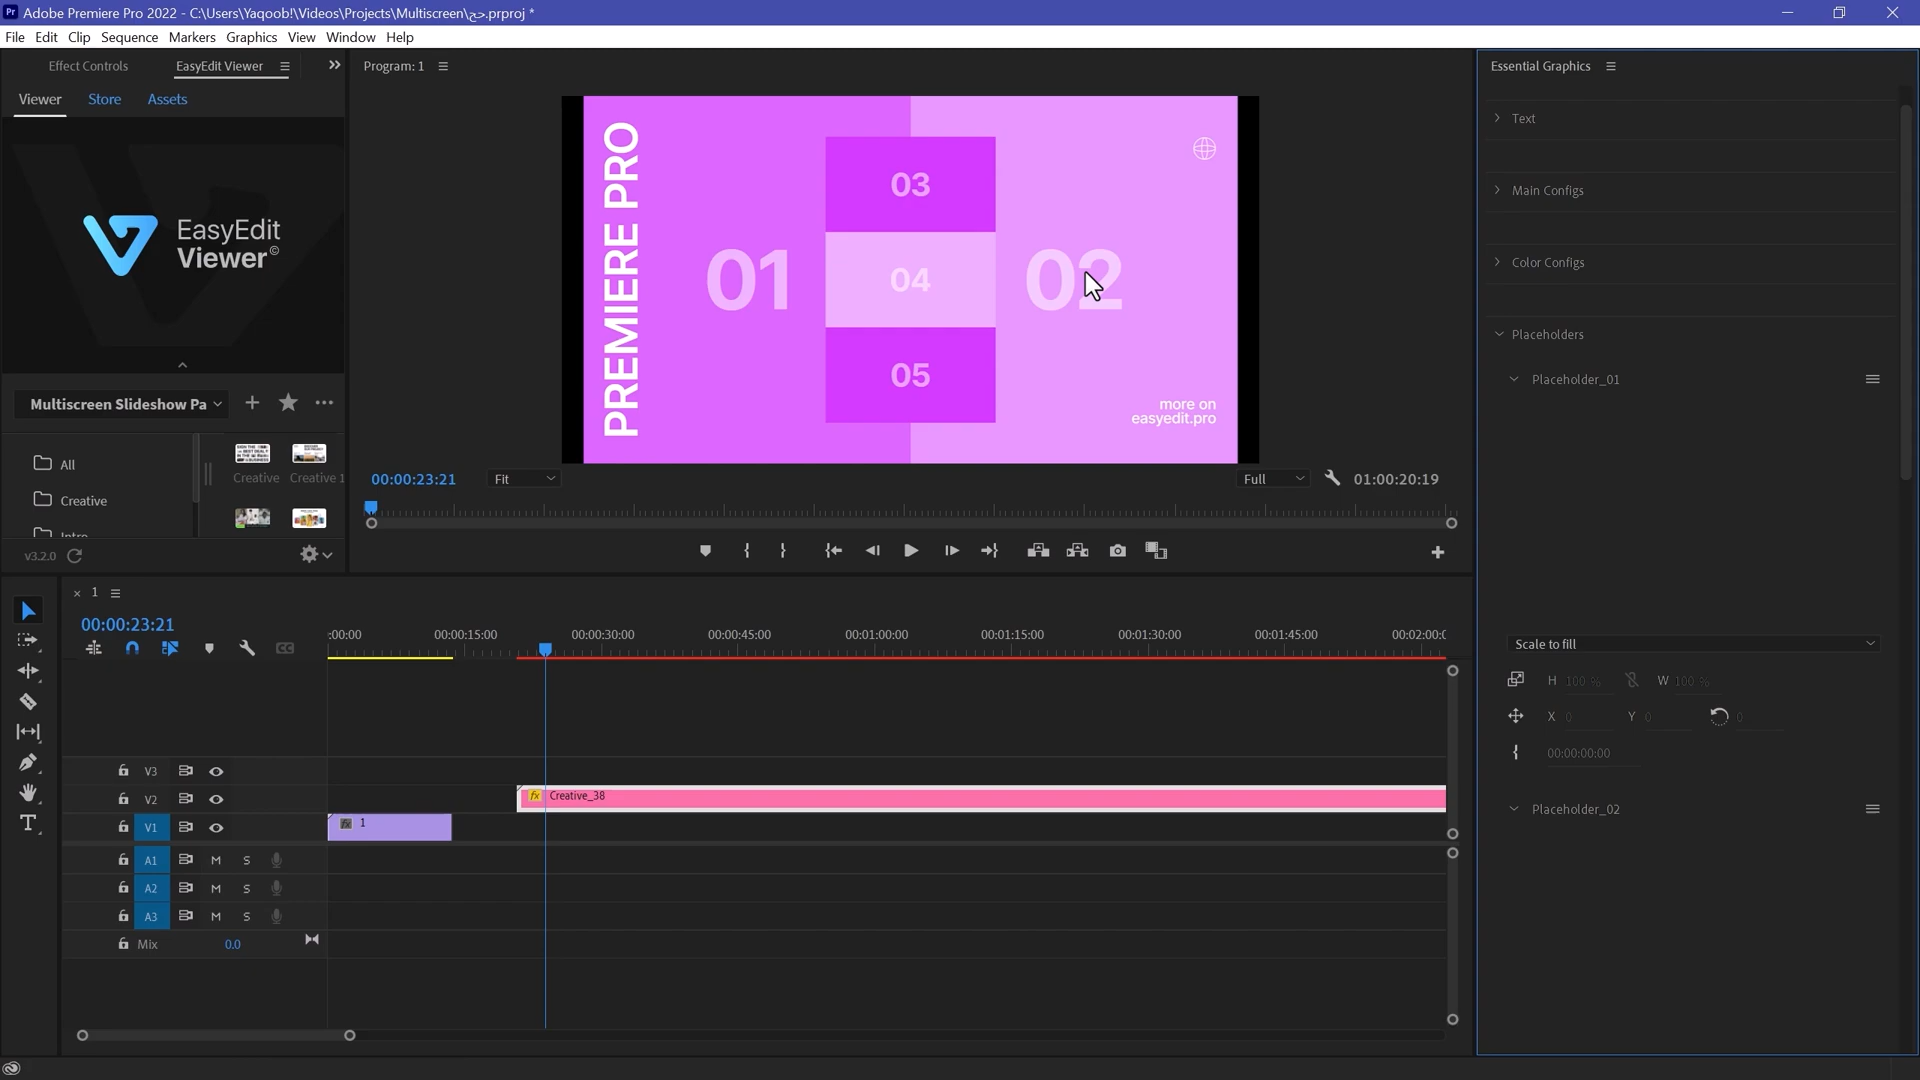 Pr Adobe Premiere Pro 2022 - C:\Users\Yaqoob!\Videos\Projects\Multiscreen\حج.prproj *
File Edit Clip Sequence Markers Graphics View Window Help
Effect Controls
EasyEdit Viewer
Viewer Store Assets
EasyEdit
Viewer©
Multiscreen Slideshow Pa
All
Creative
Intro
Creative
Creative 1
v3.2.0
Program: 1
PREMIERE PRO
01
03
04
05
02
more on
easyedit.pro
00:00:23:21
Fit
Full
01:00:20:19
1
00:00:23:21
:00:00
00:00:15:00
00:00:30:00
00:00:45:00
00:01:00:00
00:01:15:00
00:01:30:00
00:01:45:00
00:02:00:0
V3
V2
fx Creative_38
V1
fx 1
A1 M S
A2 M S
A3 M S
Mix 0.0
Essential Graphics
Text
Main Configs
Color Configs
Placeholders
Placeholder_01
Scale to fill
H 100 % W 100 %
X 0 Y 0 0
00:00:00:00
Placeholder_02